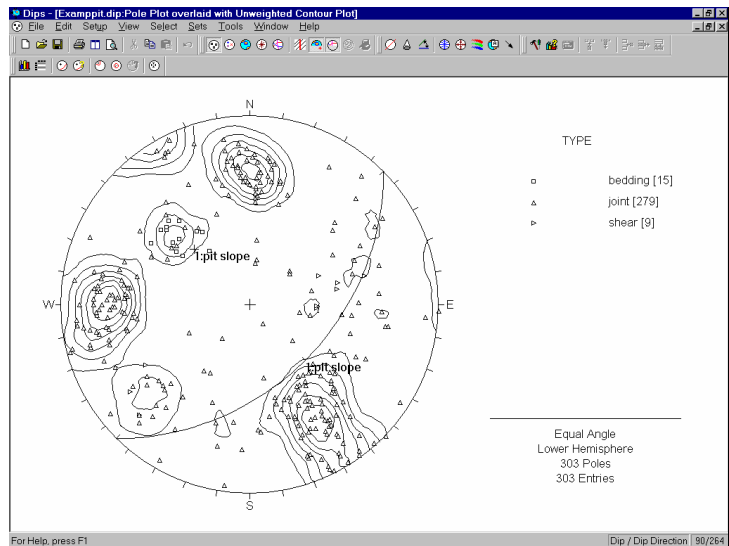 Dips - [Examppit.dip:Pole Plot overlaid with Unweighted Contour Plot]
File Edit Setup View Select Sets Tools Window Help
N
TYPE
bedding [15]
joint [279]
shear [9]
1:pit slope
W
E
1:pit slope
S
Equal Angle
Lower Hemisphere
303 Poles
303 Entries
For Help, press F1
Dip / Dip Direction 90/264